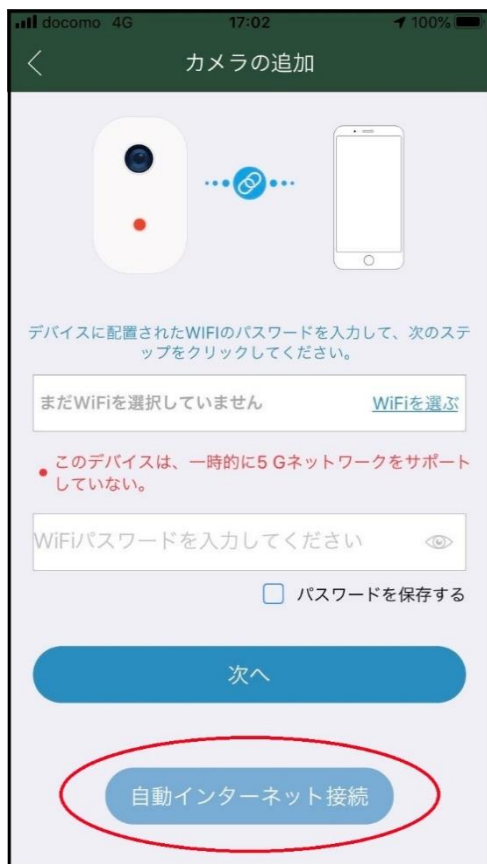 docomo 4G 17:02 100%
カメラの追加
デバイスに配置されたWIFIのパスワードを入力して、次のステ
ップをクリックしてください。
まだWiFiを選択していません WiFiを選ぶ
このデバイスは、一時的に5 Gネットワークをサポート
していない。
WiFiパスワードを入力してください
パスワードを保存する
次へ
自動インターネット接続